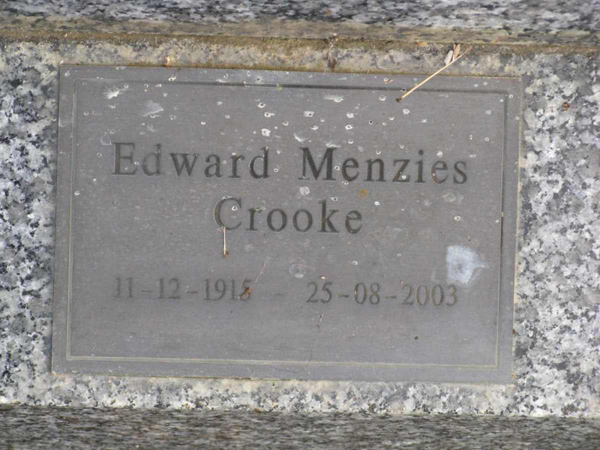 Edward Menzies
Crooke
11-12-1915 - 25-08-2003